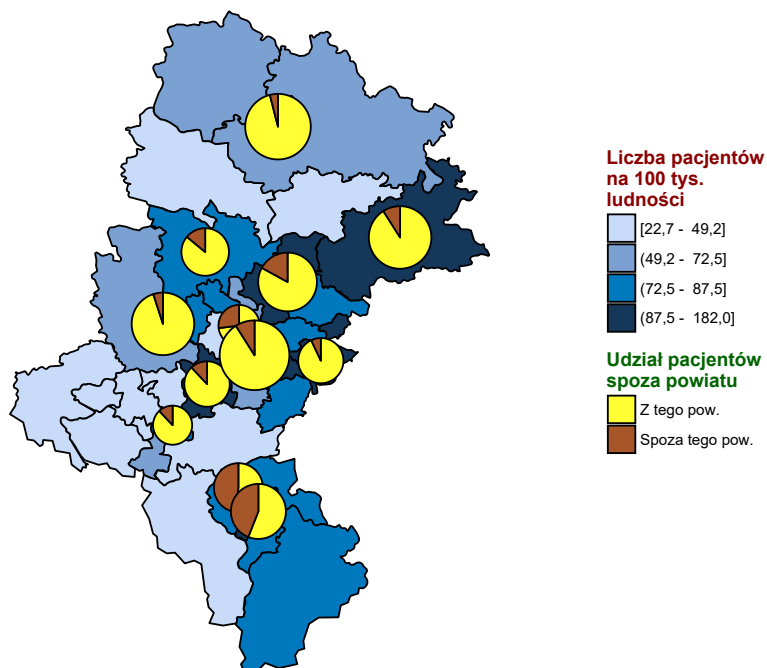 Liczba pacjentów
na 100 tys.
ludności
[22,7 - 49,2]
(49,2 - 72,5]
(72,5 - 87,5]
(87,5 - 182,0]
Udział pacjentów
spoza powiatu
Z tego pow.
Spoza tego pow.